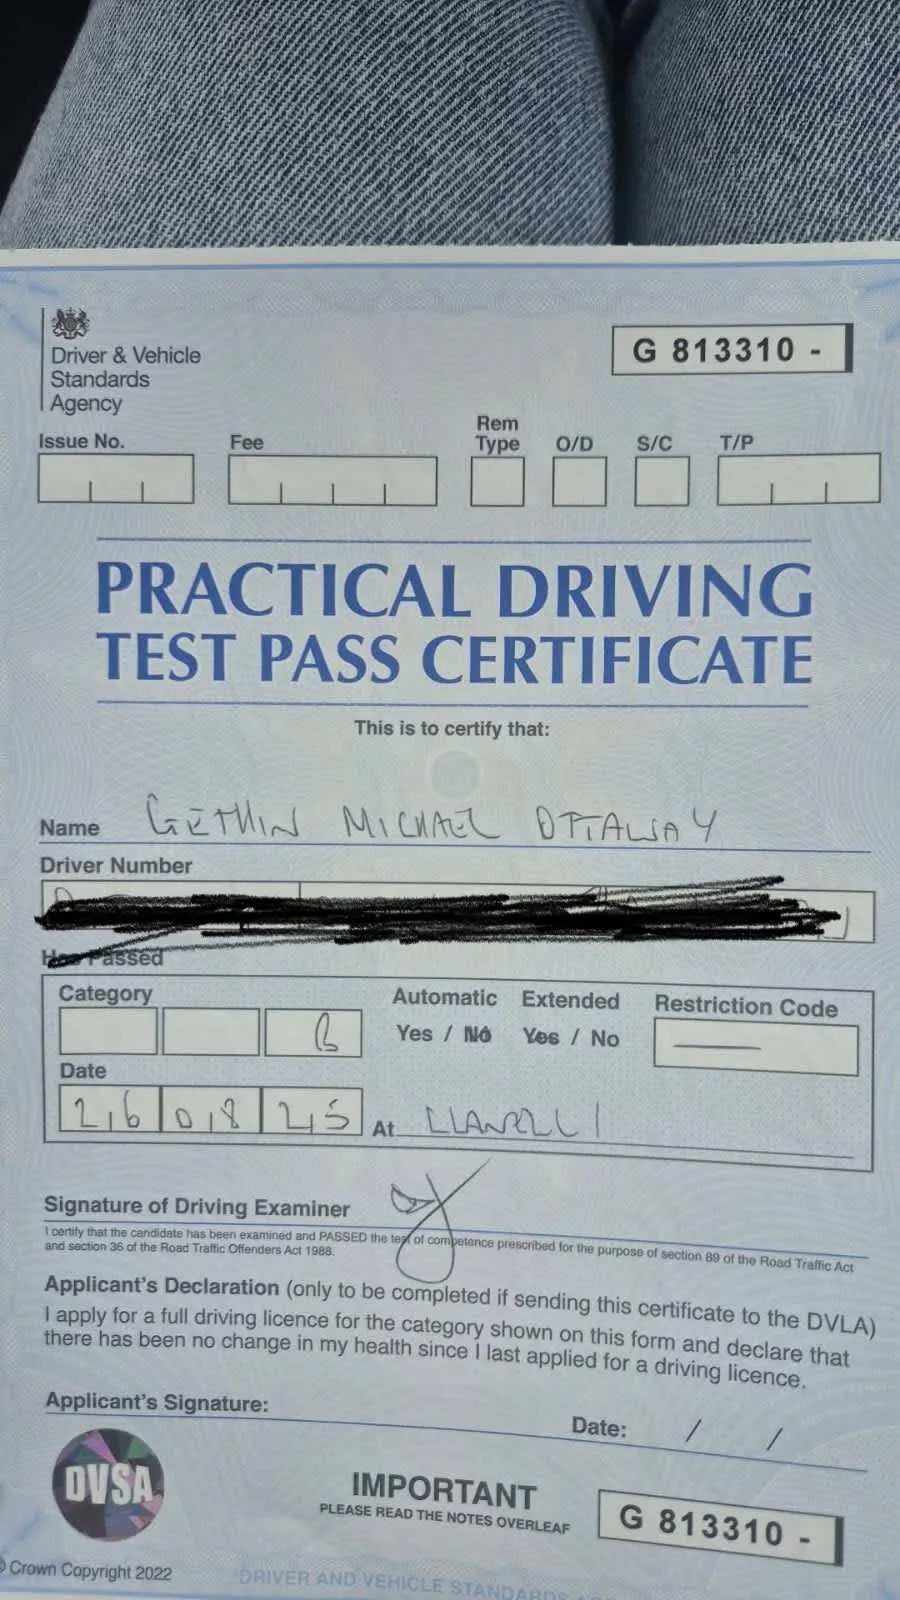 Driver & Vehicle
Standards
Agency
G 813310 -
Issue No. Fee Rem Type O/D S/C T/P
PRACTICAL DRIVING
TEST PASS CERTIFICATE
This is to certify that:
Name GETHIN MICHAEL OTTAWAY
Driver Number
Has Passed
Category Automatic Extended Restriction Code
B Yes / No Yes / No —
Date
26 08 25 At LLANELLI
Signature of Driving Examiner
I certify that the candidate has been examined and PASSED the test of competence prescribed for the purpose of section 89 of the Road Traffic Act
and section 36 of the Road Traffic Offenders Act 1988.
Applicant's Declaration (only to be completed if sending this certificate to the DVLA)
I apply for a full driving licence for the category shown on this form and declare that
there has been no change in my health since I last applied for a driving licence.
Applicant's Signature:
Date: / /
DVSA
IMPORTANT
PLEASE READ THE NOTES OVERLEAF
G 813310 -
© Crown Copyright 2022
DRIVER AND VEHICLE STANDARDS